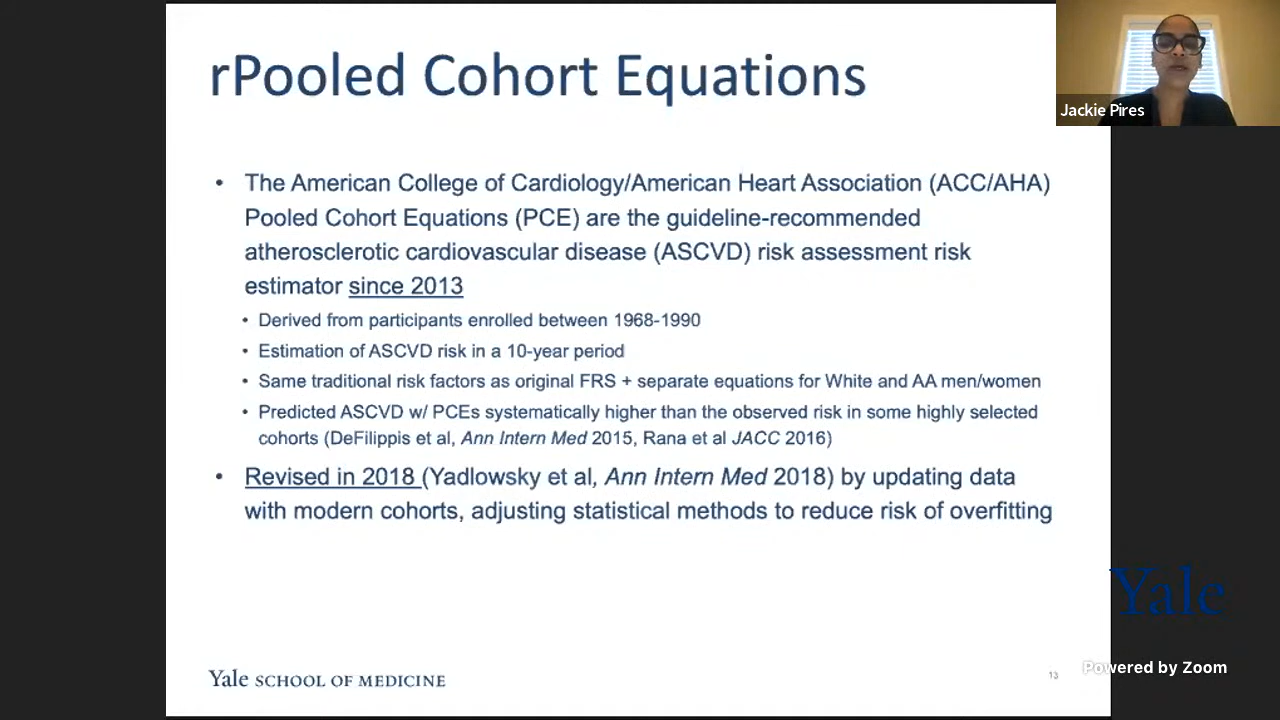 rPooled Cohort Equations
Jackie Pires
• The American College of Cardiology/American Heart Association (ACC/AHA)
Pooled Cohort Equations (PCE) are the guideline-recommended
atherosclerotic cardiovascular disease (ASCVD) risk assessment risk
estimator since 2013
• Derived from participants enrolled between 1968-1990
• Estimation of ASCVD risk in a 10-year period
• Same traditional risk factors as original FRS + separate equations for White and AA men/women
• Predicted ASCVD w/ PCEs systematically higher than the observed risk in some highly selected
cohorts (DeFilippis et al, Ann Intern Med 2015, Rana et al JACC 2016)
• Revised in 2018 (Yadlowsky et al, Ann Intern Med 2018) by updating data
with modern cohorts, adjusting statistical methods to reduce risk of overfitting
Yale
Powered by Zoom
Yale SCHOOL OF MEDICINE
13